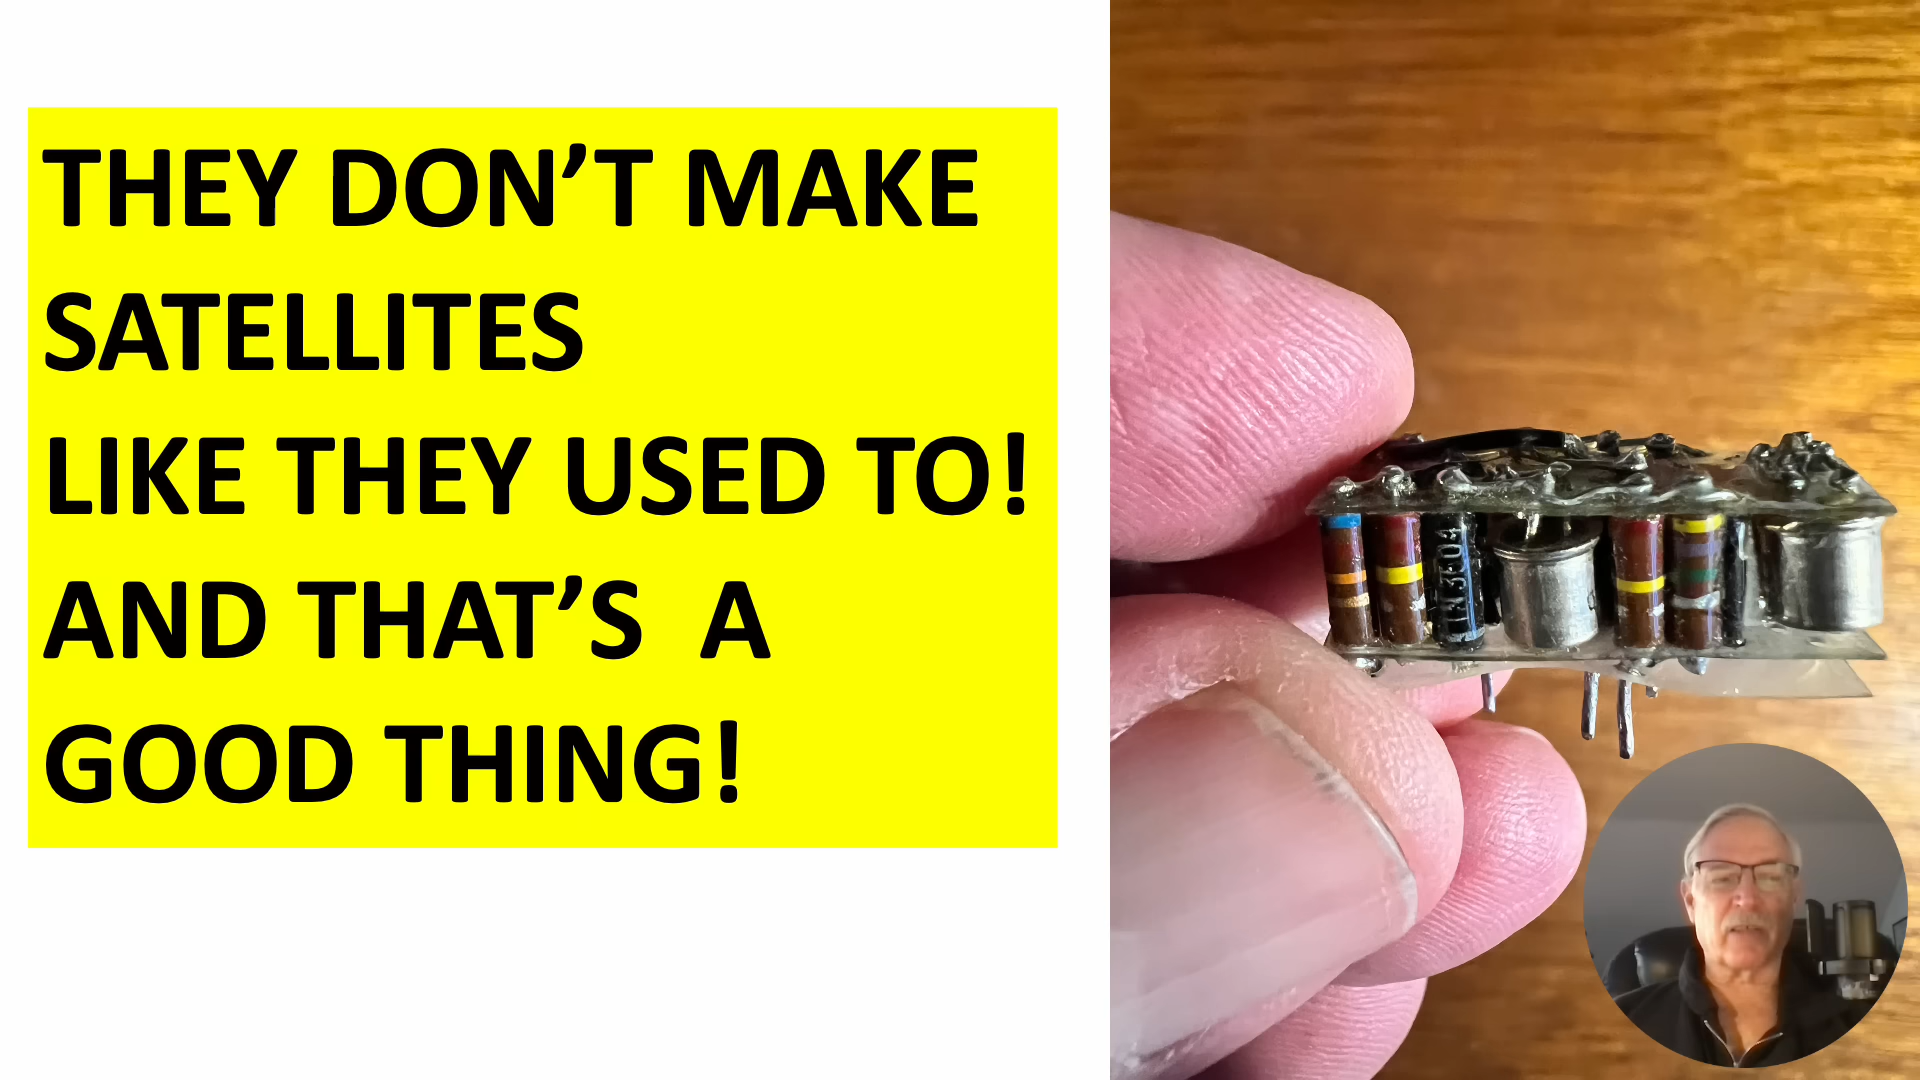 THEY DON’T MAKE
SATELLITES
LIKE THEY USED TO!
AND THAT’S A
GOOD THING!